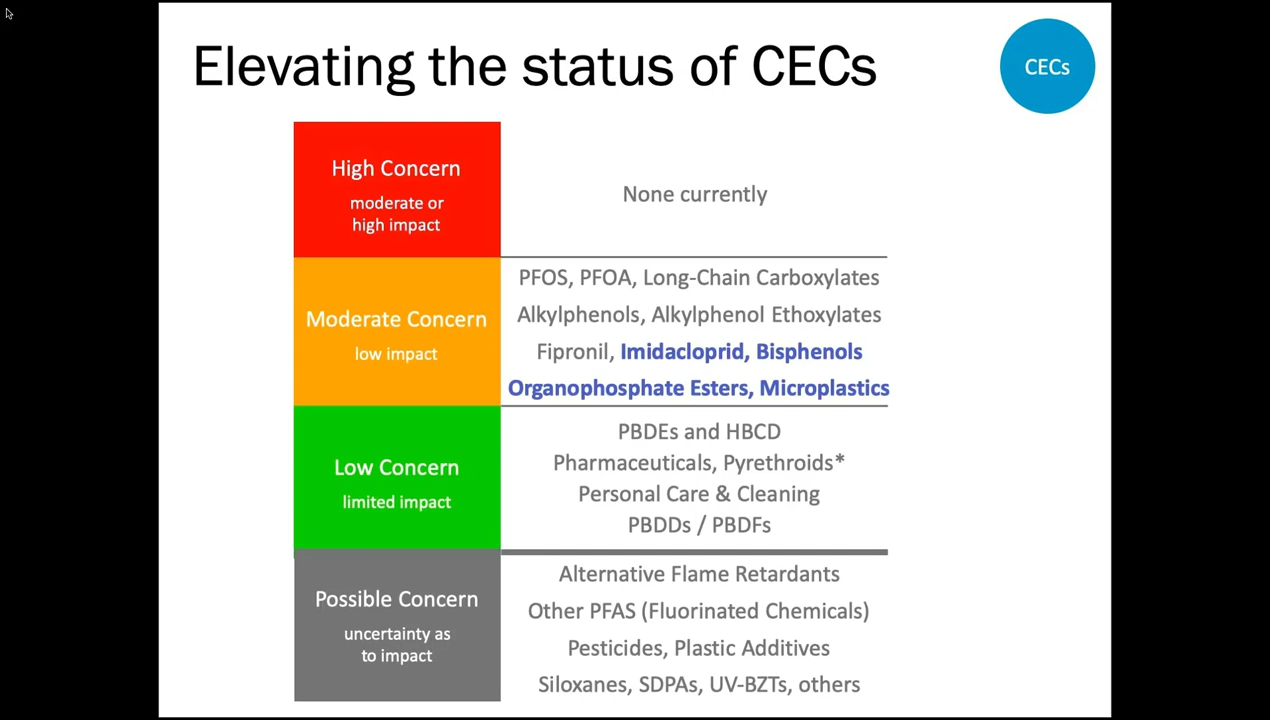 Elevating the status of CECs
CECs
High Concern
moderate or
high impact
None currently
Moderate Concern
low impact
PFOS, PFOA, Long-Chain Carboxylates
Alkylphenols, Alkylphenol Ethoxylates
Fipronil, Imidacloprid, Bisphenols
Organophosphate Esters, Microplastics
Low Concern
limited impact
PBDEs and HBCD
Pharmaceuticals, Pyrethroids*
Personal Care & Cleaning
PBDDs / PBDFs
Possible Concern
uncertainty as
to impact
Alternative Flame Retardants
Other PFAS (Fluorinated Chemicals)
Pesticides, Plastic Additives
Siloxanes, SDPAs, UV-BZTs, others